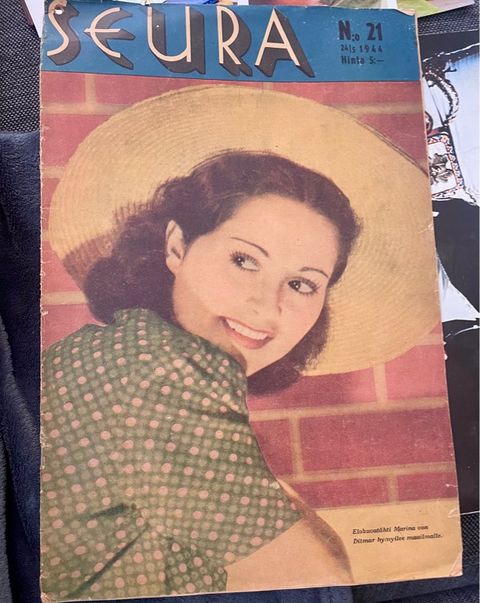 SEURA
N:o 21
24/5 1944
Hinta 5:—
Elokuvatähti Marina von
Ditmar hymyilee maailmalle.